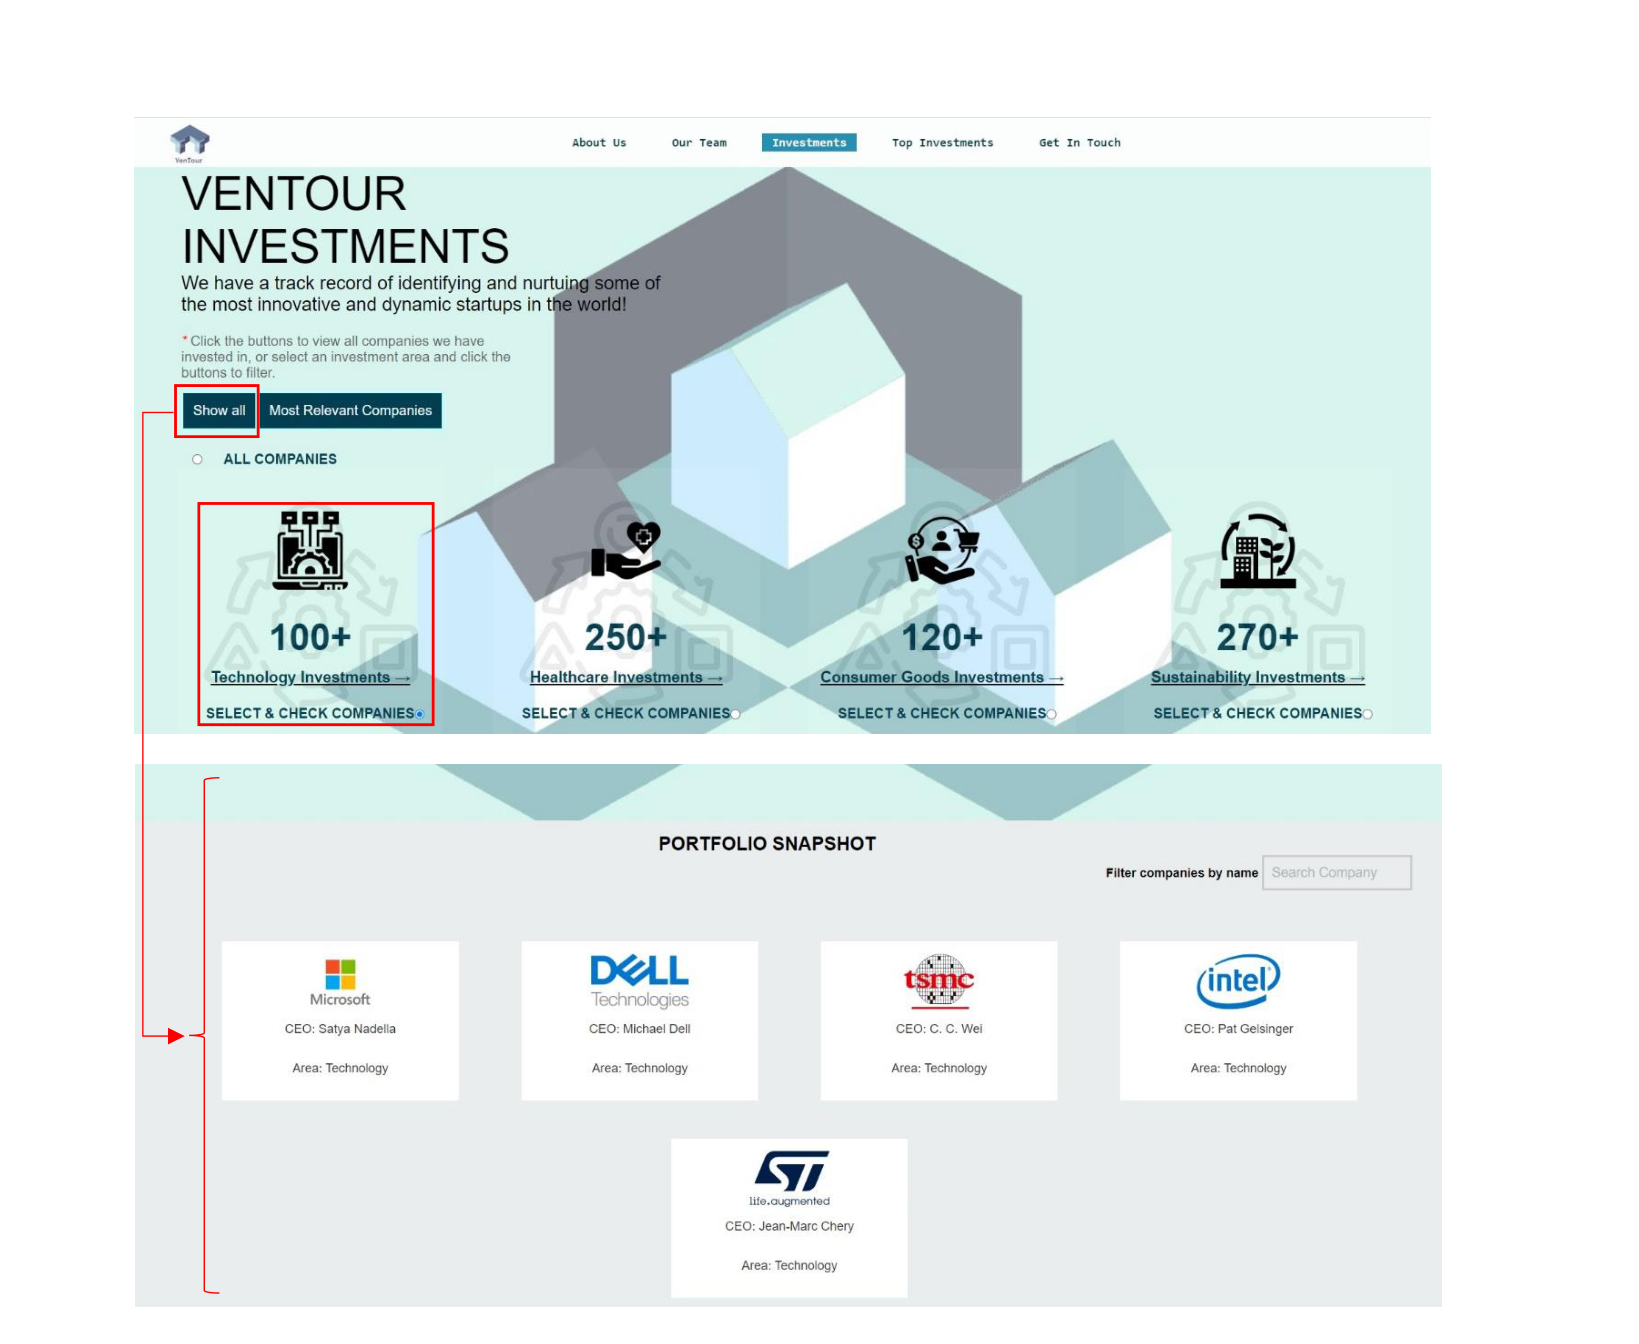 VenTour
About Us
Our Team
Investments
Top Investments
Get In Touch
VENTOUR
INVESTMENTS
We have a track record of identifying and nurtuing some of
the most innovative and dynamic startups in the world!
* Click the buttons to view all companies we have
invested in, or select an investment area and click the
buttons to filter.
Show all
Most Relevant Companies
ALL COMPANIES
100+
Technology Investments →
SELECT & CHECK COMPANIES
250+
Healthcare Investments →
SELECT & CHECK COMPANIES
120+
Consumer Goods Investments →
SELECT & CHECK COMPANIES
270+
Sustainability Investments →
SELECT & CHECK COMPANIES
PORTFOLIO SNAPSHOT
Filter companies by name
Search Company
Microsoft
CEO: Satya Nadella
Area: Technology
DELL
Technologies
CEO: Michael Dell
Area: Technology
tsmc
CEO: C. C. Wei
Area: Technology
intel
CEO: Pat Gelsinger
Area: Technology
ST
life.augmented
CEO: Jean-Marc Chery
Area: Technology